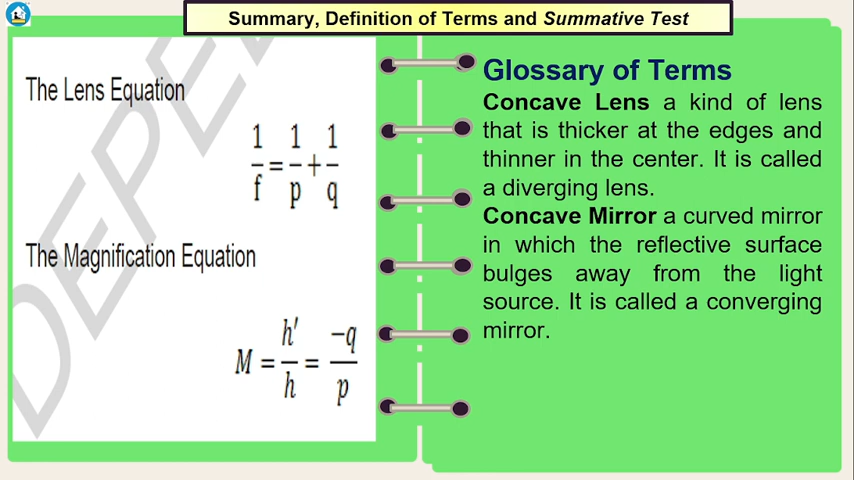 Summary, Definition of Terms and Summative Test
The Lens Equation
1/f = 1/p + 1/q
The Magnification Equation
M = h'/h = -q/p
Glossary of Terms
Concave Lens a kind of lens
that is thicker at the edges and
thinner in the center. It is called
a diverging lens.
Concave Mirror a curved mirror
in which the reflective surface
bulges away from the light
source. It is called a converging
mirror.
DEPED